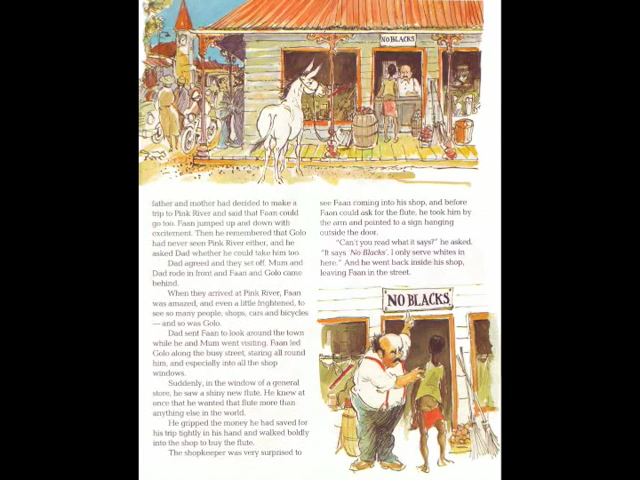 NO BLACKS
father and mother had decided to make a
trip to Pink River and said that Faan could
go too. Faan jumped up and down with
excitement. Then he remembered that Golo
had never seen Pink River either, and he
asked Dad whether he could take him too.
Dad agreed and they set off, Mum and
Dad rode in front and Faan and Golo came
behind.
When they arrived at Pink River, Faan
was amazed, and even a little frightened, to
see so many people, shops, cars and bicycles
— and so was Golo.
Dad sent Faan to look around the town
while he and Mum went visiting. Faan led
Golo along the busy street, staring all round
him, and especially into all the shop
windows.
Suddenly, in the window of a general
store, he saw a shiny new flute. He knew at
once that he wanted that flute more than
anything else in the world.
He gripped the money he had saved for
his trip tightly in his hand and walked boldly
into the shop to buy the flute.
The shopkeeper was very surprised to
see Faan coming into his shop, and before
Faan could ask for the flute, he took him by
the arm and pointed to a sign hanging
outside the door.
“Can't you read what it says?” he asked.
“It says ‘No Blacks’. I only serve whites in
here.” And he went back inside his shop,
leaving Faan in the street.
NO BLACKS